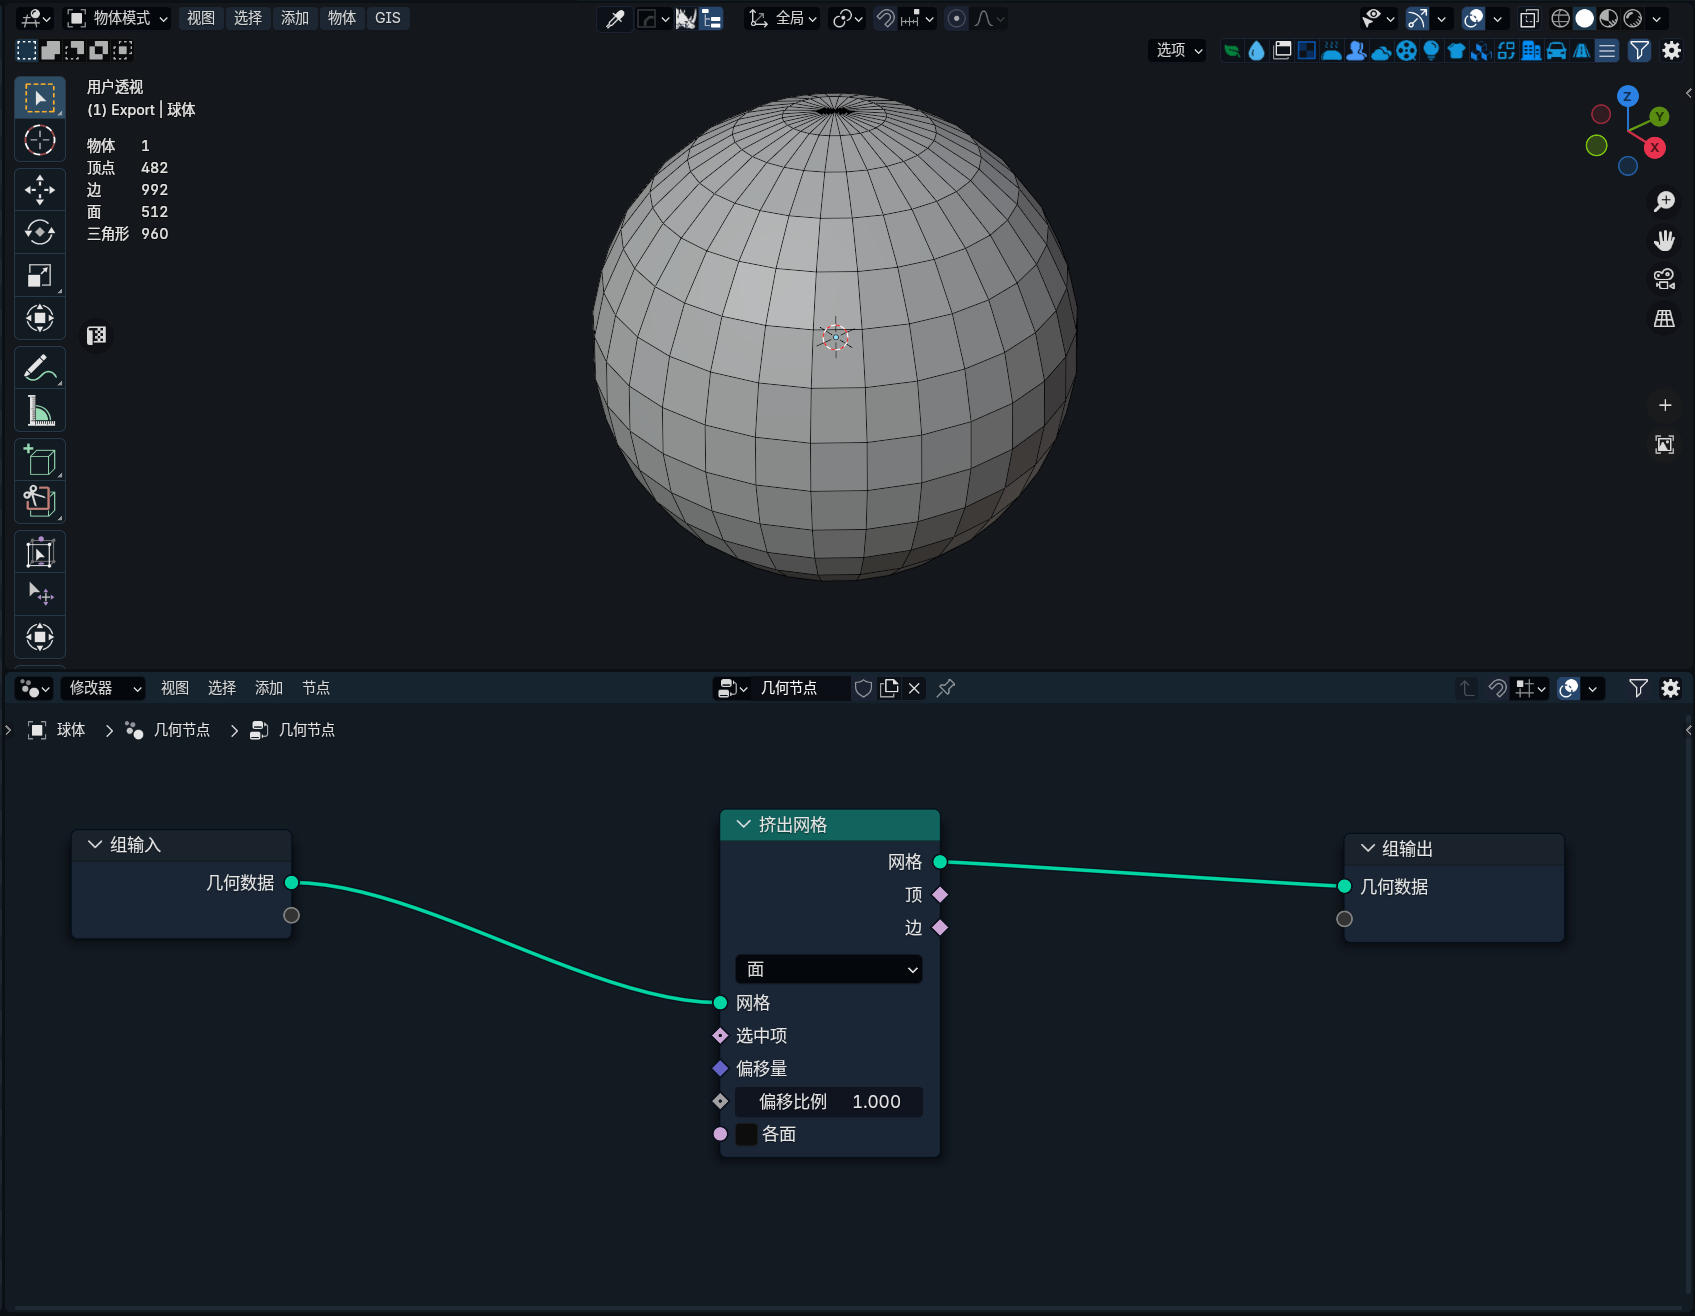 物体模式 视图 选择 添加 物体 GIS 全局
选项
用户透视
(1) Export | 球体
物体 1
顶点 482
边 992
面 512
三角形 960
Z
Y
X
修改器 视图 选择 添加 节点 几何节点
球体 几何节点 几何节点
组输入
几何数据
挤出网格
网格
顶
边
面
网格
选中项
偏移量
偏移比例 1.000
各面
组输出
几何数据